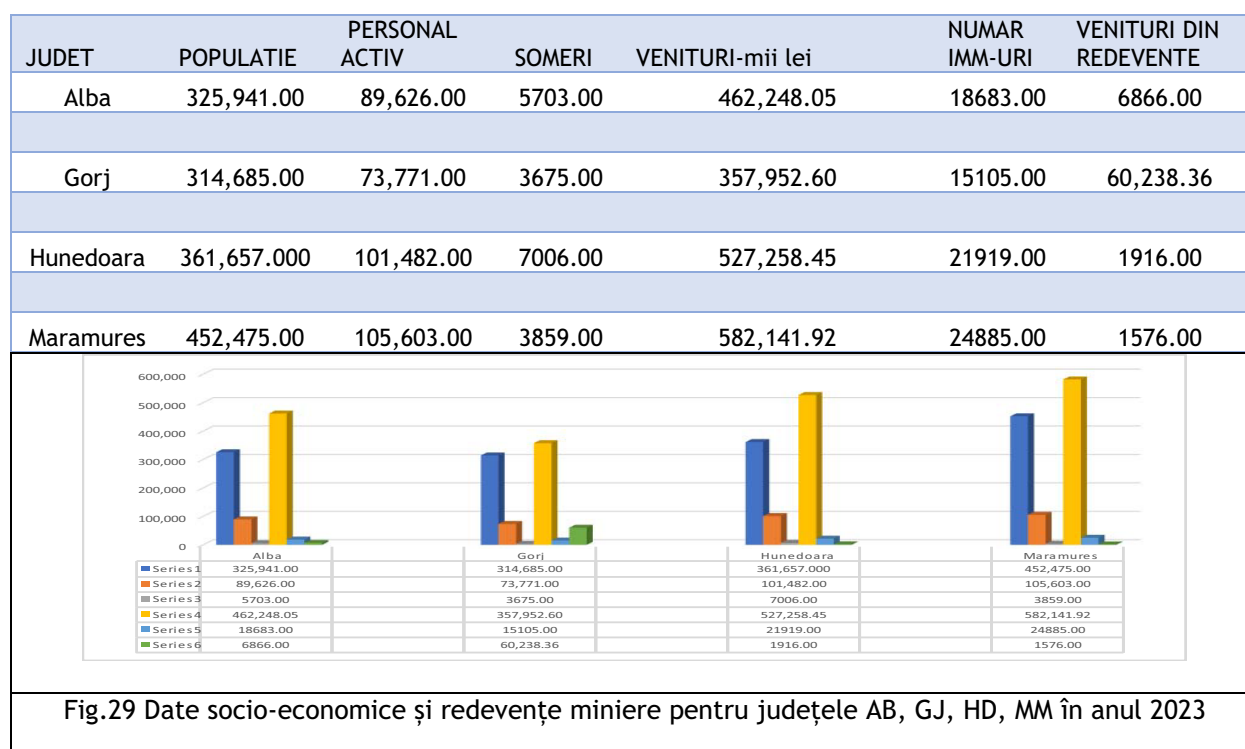 PERSONAL NUMAR VENITURI DIN
JUDET POPULATIE ACTIV SOMERI VENITURI-mii lei IMM-URI REDEVENTE
Alba 325,941.00 89,626.00 5703.00 462,248.05 18683.00 6866.00
Gorj 314,685.00 73,771.00 3675.00 357,952.60 15105.00 60,238.36
Hunedoara 361,657.000 101,482.00 7006.00 527,258.45 21919.00 1916.00
Maramures 452,475.00 105,603.00 3859.00 582,141.92 24885.00 1576.00
600,000
500,000
400,000
300,000
200,000
100,000
0
Alba Gorj Hunedoara Maramures
Series1 325,941.00 314,685.00 361,657.000 452,475.00
Series2 89,626.00 73,771.00 101,482.00 105,603.00
Series3 5703.00 3675.00 7006.00 3859.00
Series4 462,248.05 357,952.60 527,258.45 582,141.92
Series5 18683.00 15105.00 21919.00 24885.00
Series6 6866.00 60,238.36 1916.00 1576.00
Fig.29 Date socio-economice și redevențe miniere pentru județele AB, GJ, HD, MM în anul 2023